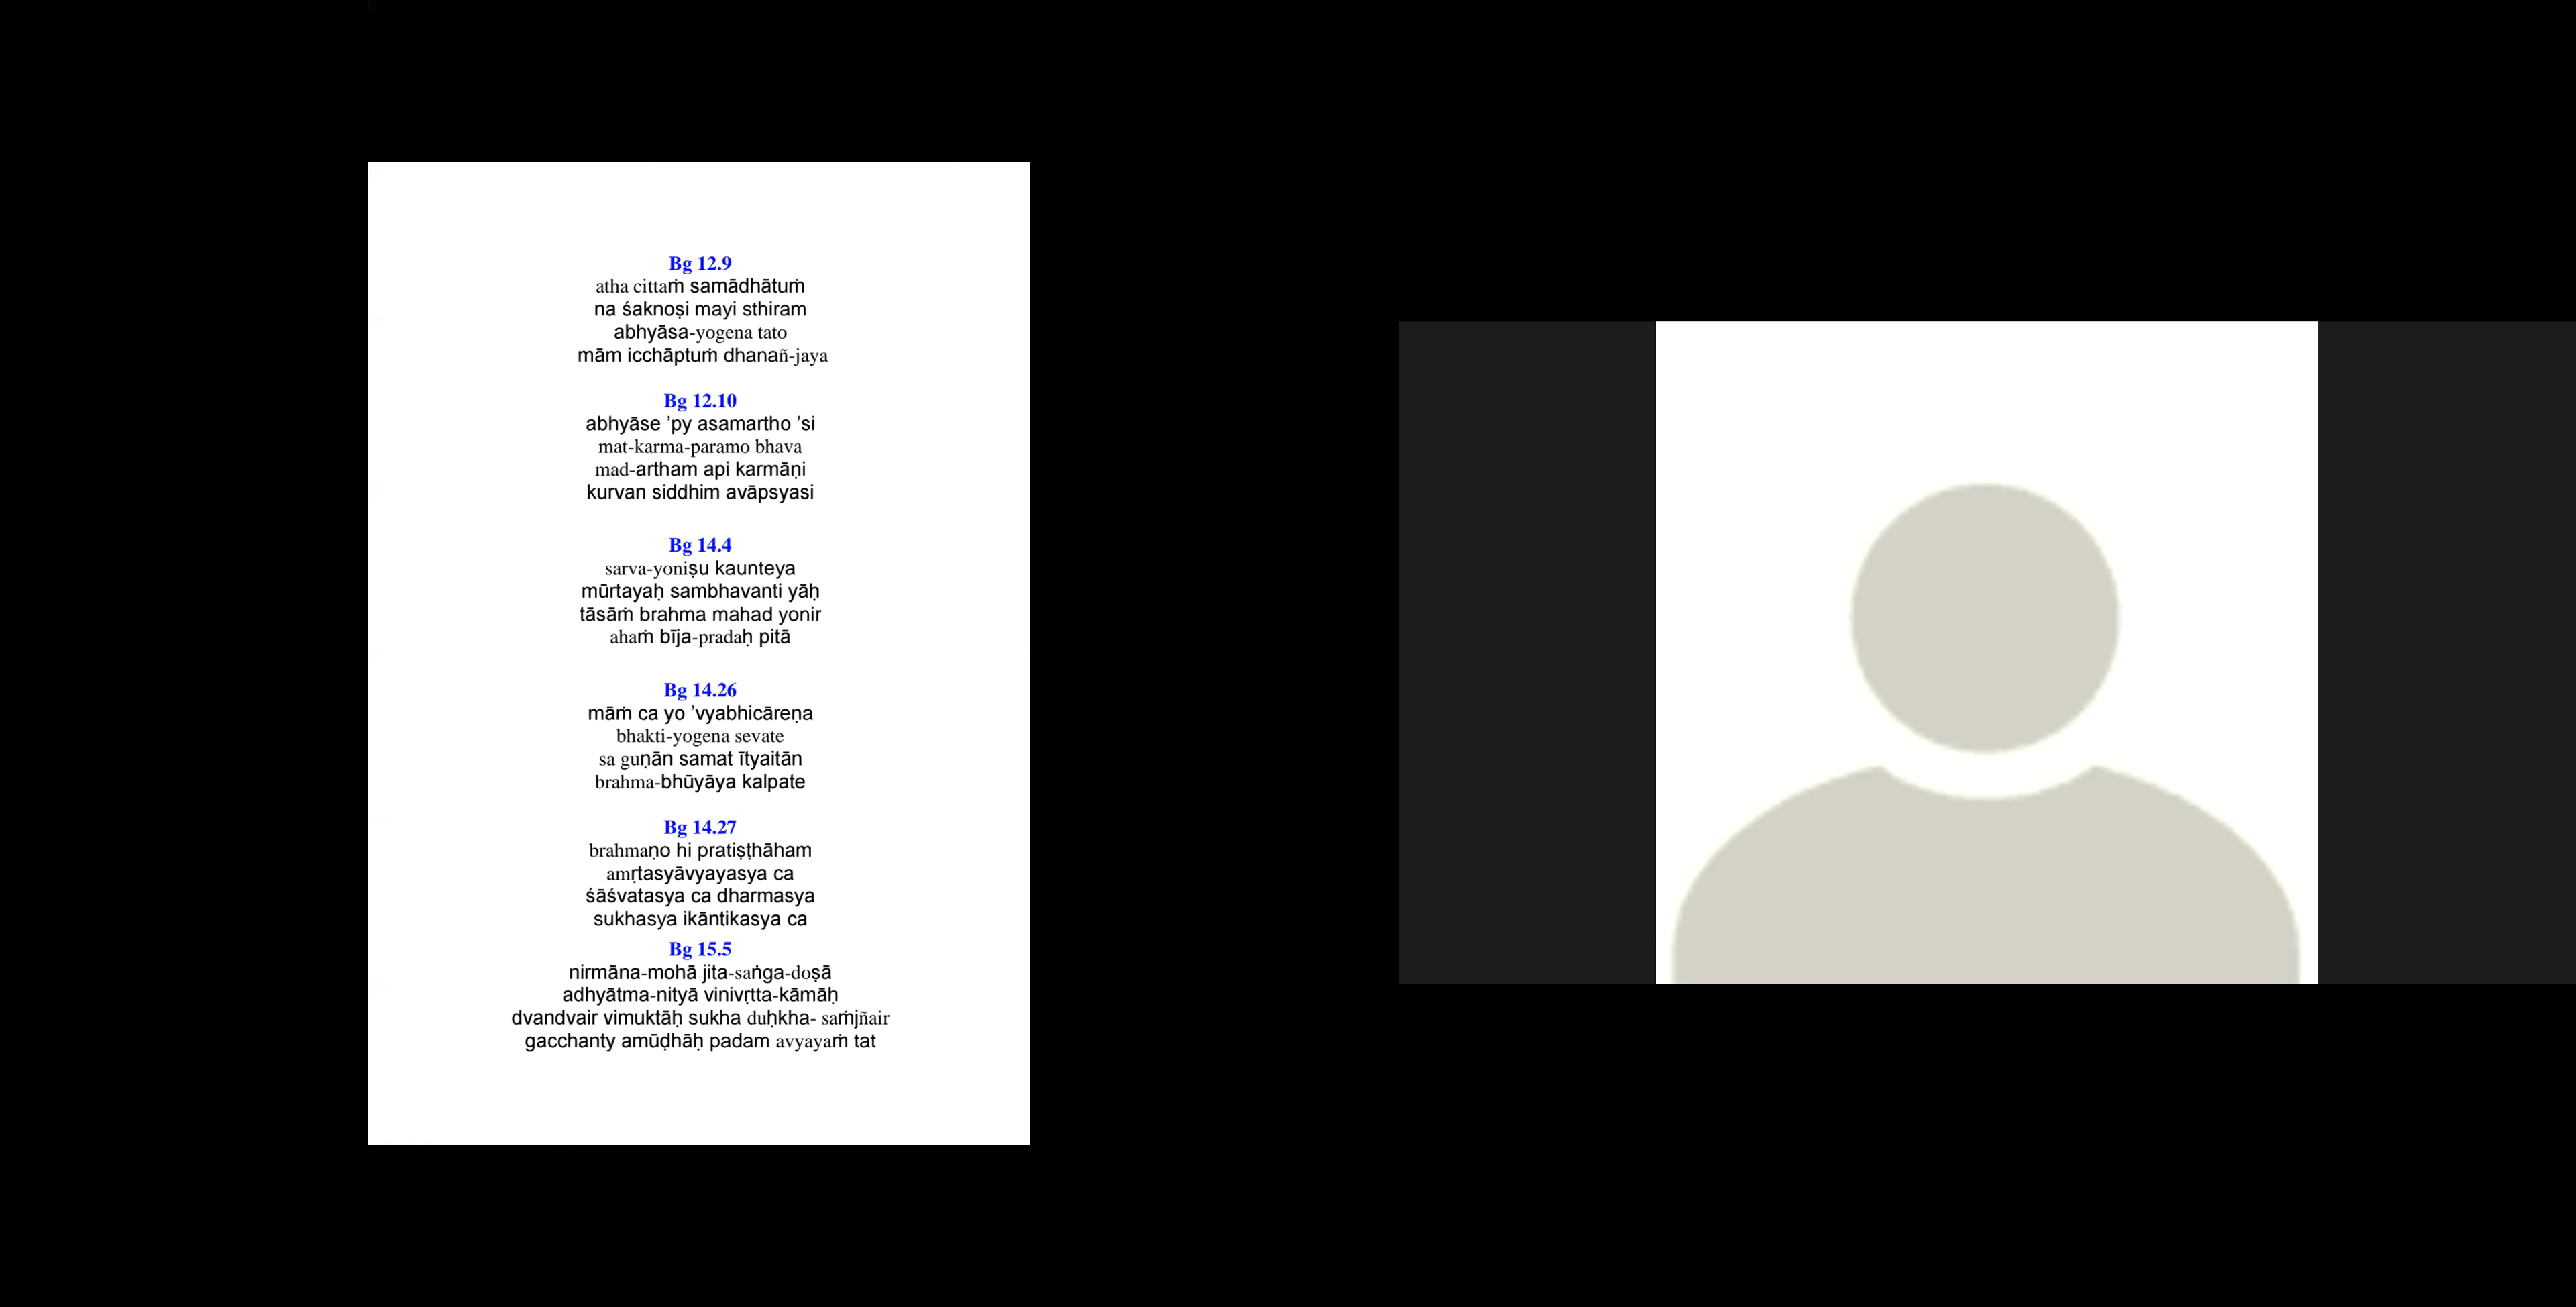 Bg 12.9
atha cittaṁ samādhātuṁ
na śaknoṣi mayi sthiram
abhyāsa-yogena tato
mām icchāptuṁ dhanañ-jaya
Bg 12.10
abhyāse ’py asamartho ’si
mat-karma-paramo bhava
mad-artham api karmāṇi
kurvan siddhim avāpsyasi
Bg 14.4
sarva-yoniṣu kaunteya
mūrtayaḥ sambhavanti yāḥ
tāsāṁ brahma mahad yonir
ahaṁ bīja-pradaḥ pitā
Bg 14.26
māṁ ca yo ’vyabhicāreṇa
bhakti-yogena sevate
sa guṇān samat ītyaitān
brahma-bhūyāya kalpate
Bg 14.27
brahmaṇo hi pratiṣṭhāham
amṛtasyāvyayasya ca
śāśvatasya ca dharmasya
sukhasya ikāntikasya ca
Bg 15.5
nirmāna-mohā jita-saṅga-doṣā
adhyātma-nityā vinivṛtta-kāmāḥ
dvandvair vimuktāḥ sukha duḥkha- saṁjñair
gacchanty amūḍhāḥ padam avyayaṁ tat